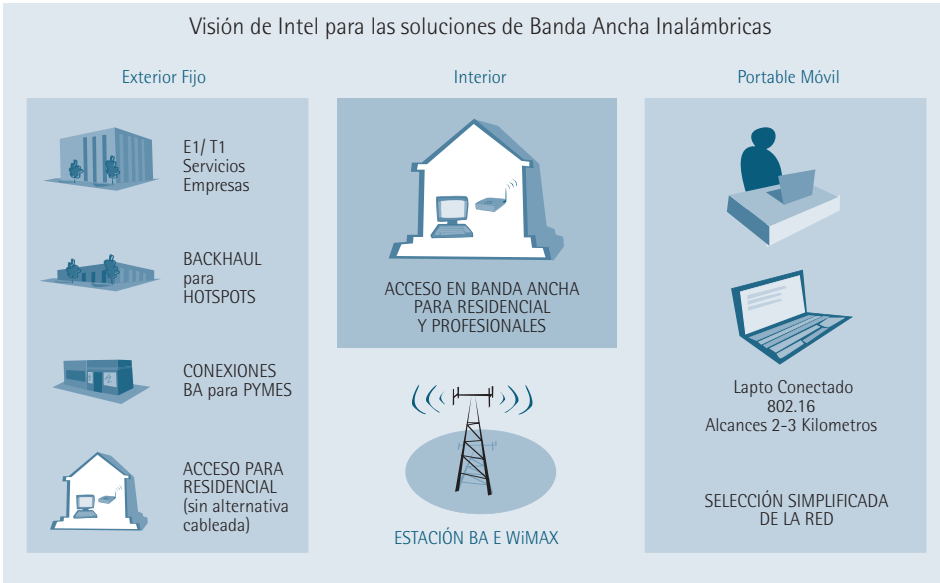 Visión de Intel para las soluciones de Banda Ancha Inalámbricas
Exterior Fijo
E1/ T1
Servicios
Empresas
BACKHAUL
para
HOTSPOTS
CONEXIONES
BA para PYMES
ACCESO PARA
RESIDENCIAL
(sin alternativa
cableada)
Interior
ACCESO EN BANDA ANCHA
PARA RESIDENCIAL
Y PROFESIONALES
ESTACIÓN BA E WiMAX
Portable Móvil
Lapto Conectado
802.16
Alcances 2-3 Kilometros
SELECCIÓN SIMPLIFICADA
DE LA RED